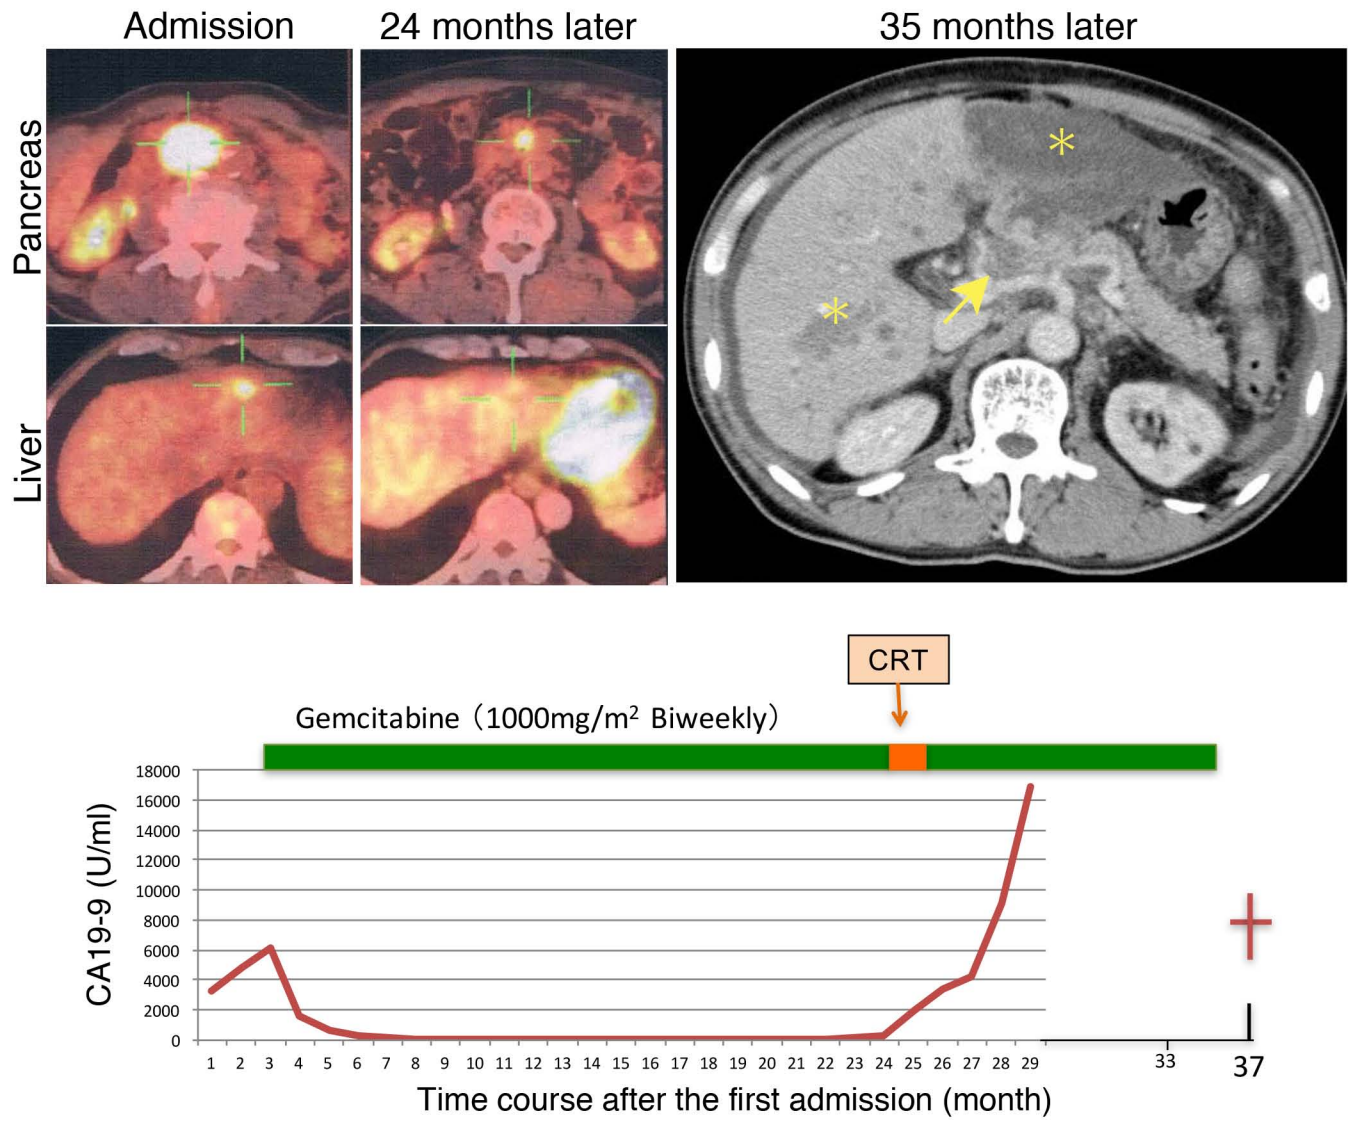 Admission
24 months later
35 months later
Pancreas
Liver
*
*
CRT
Gemcitabine（1000mg/m² Biweekly）
CA19-9 (U/ml)
18000
16000
14000
12000
10000
8000
6000
4000
2000
0
1 2 3 4 5 6 7 8 9 10 11 12 13 14 15 16 17 18 19 20 21 22 23 24 25 26 27 28 29 33 37
Time course after the first admission (month)